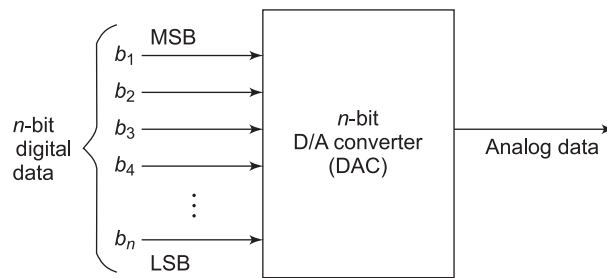 MSB
b1
b2
b3
b4
⋮
bn
LSB
n-bit
digital
data
n-bit
D/A converter
(DAC)
Analog data